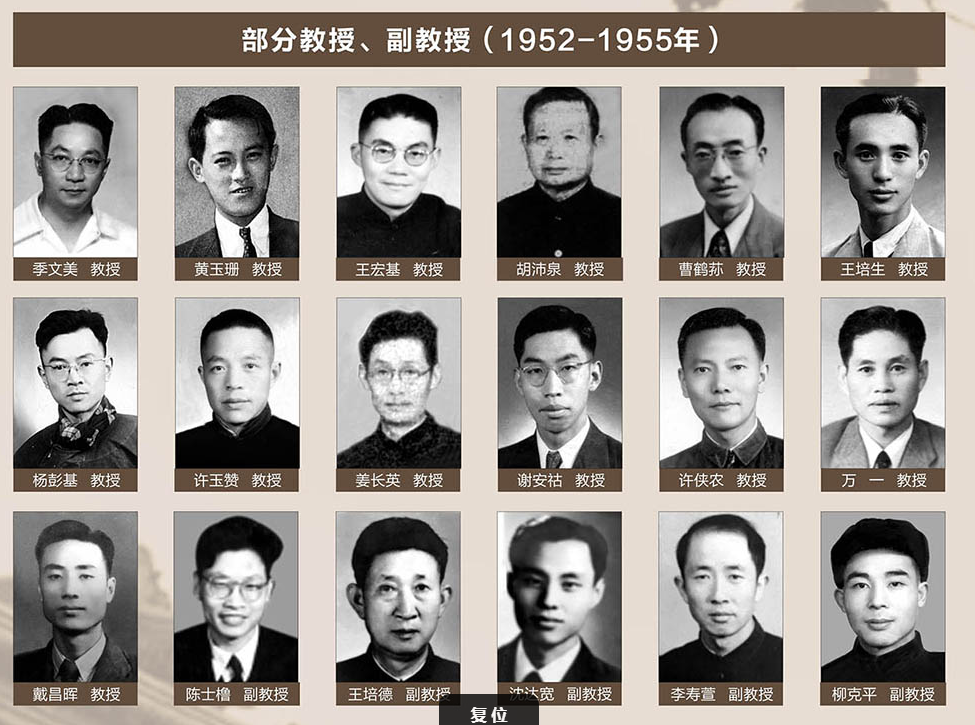 部分教授、副教授（1952-1955年）
季文美 教授
黄玉珊 教授
王宏基 教授
胡沛泉 教授
曹鹤荪 教授
王培生 教授
杨彭基 教授
许玉赞 教授
姜长英 教授
谢安祜 教授
许侠农 教授
万 一 教授
戴昌晖 教授
陈士橹 副教授
王培德 副教授
沈达宽 副教授
李寿萱 副教授
柳克平 副教授
复位